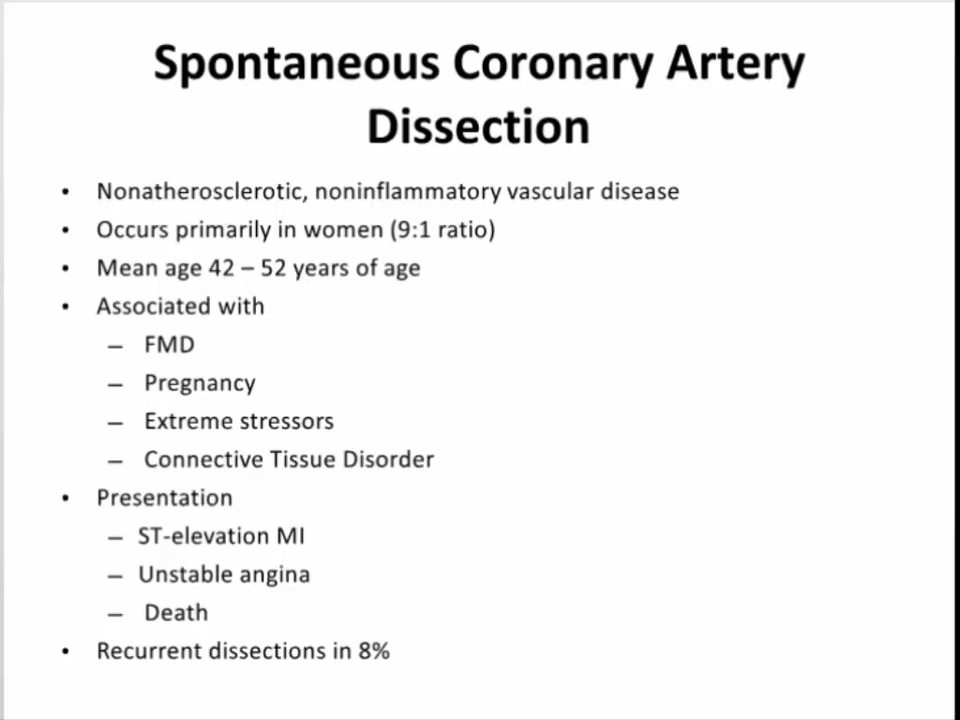 Spontaneous Coronary Artery
Dissection
• Nonatherosclerotic, noninflammatory vascular disease
• Occurs primarily in women (9:1 ratio)
• Mean age 42 – 52 years of age
• Associated with
– FMD
– Pregnancy
– Extreme stressors
– Connective Tissue Disorder
• Presentation
– ST-elevation MI
– Unstable angina
– Death
• Recurrent dissections in 8%